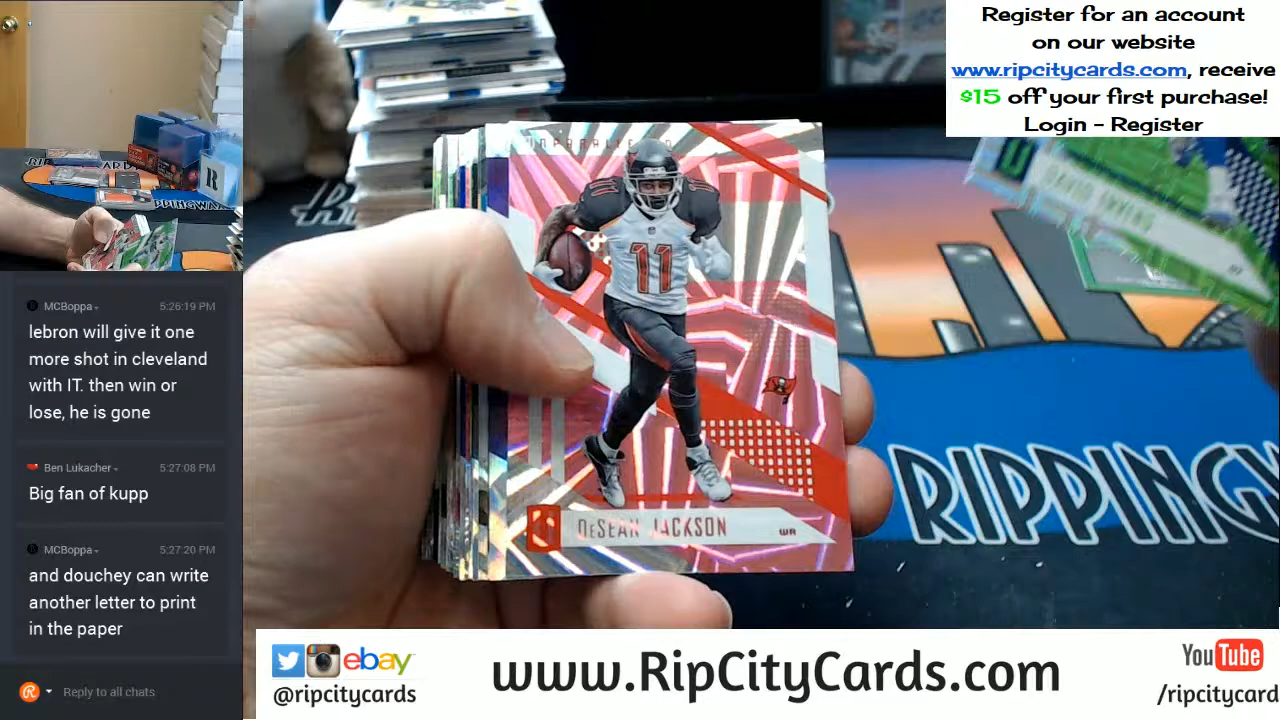 Register for an account
on our website
www.ripcitycards.com, receive
$15 off your first purchase!
Login - Register
MCBoppa
5:26:19 PM
lebron will give it one
more shot in cleveland
with IT. then win or
lose, he is gone
Ben Lukacher
5:27:08 PM
Big fan of kupp
MCBoppa
5:27:20 PM
and douchey can write
another letter to print
in the paper
Reply to all chats
11
11
11
DeSEAN JACKSON
WR
RIPPINGW
ebay
@ripcitycards
www.RipCityCards.com
YouTube
/ripcitycard